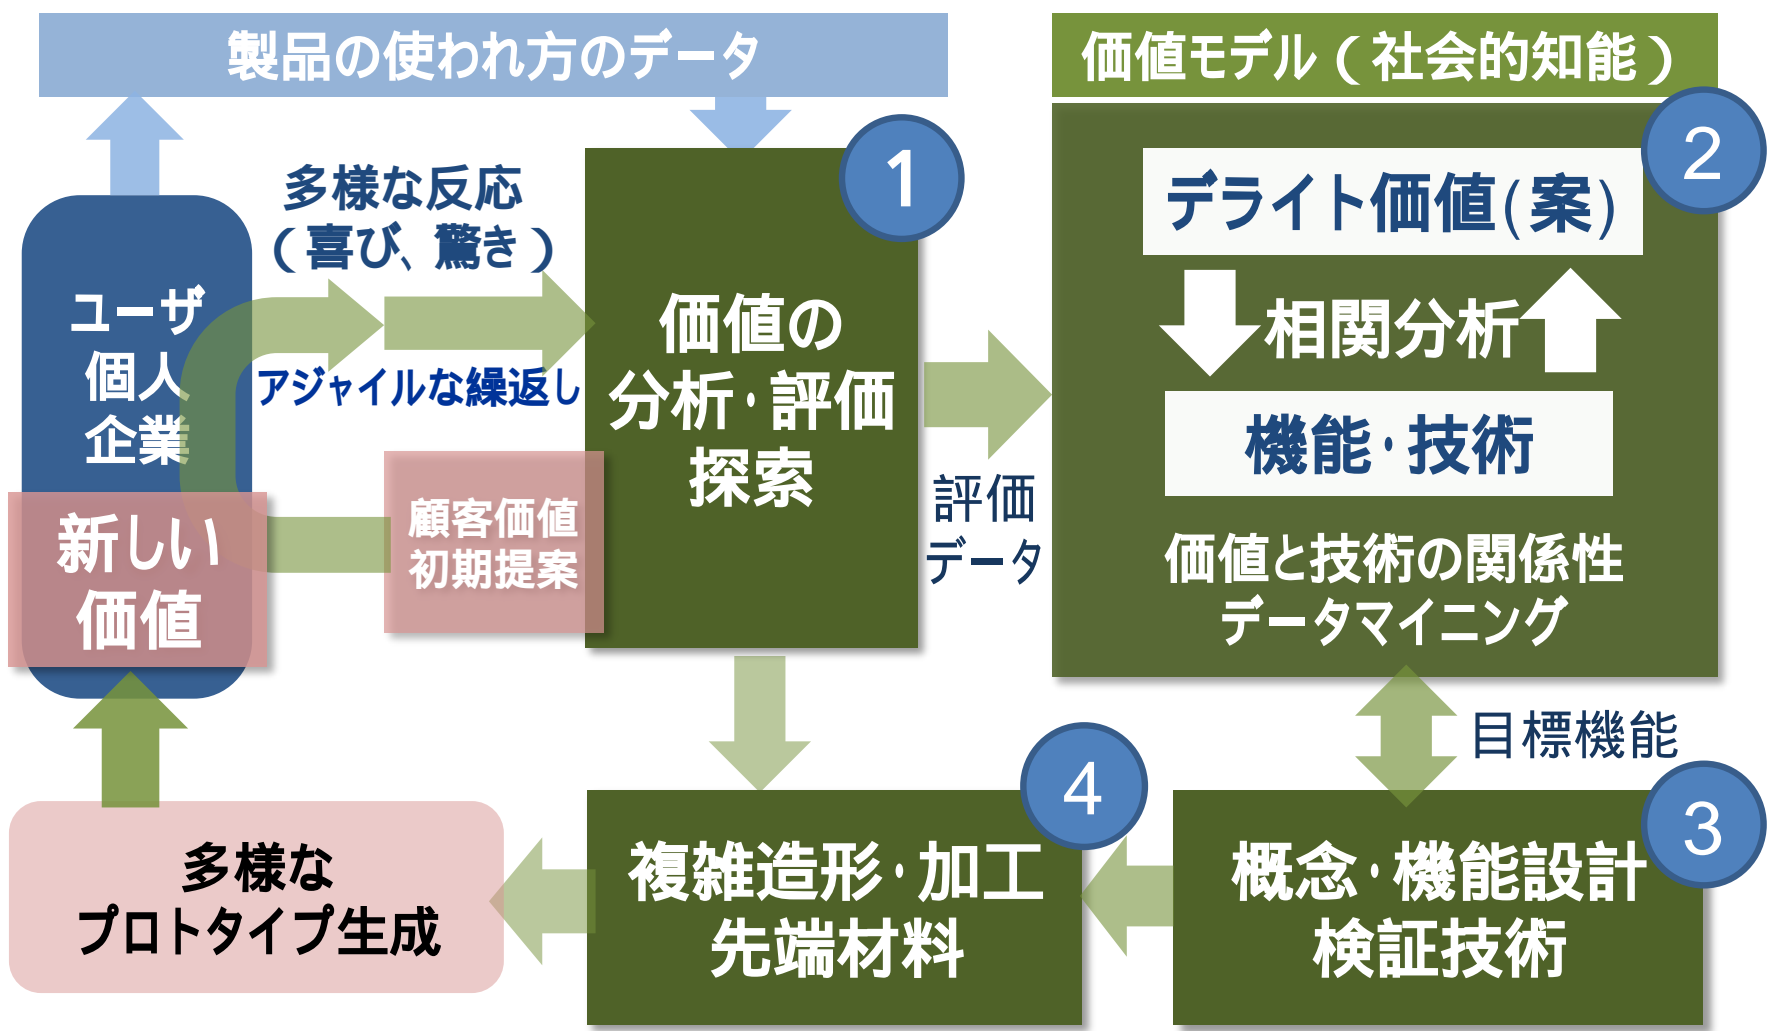 製品の使われ方のデータ
価値モデル（社会的知能）
1
2
多様な反応
（喜び、驚き）
アジャイルな繰返し
ユーザ
個人
企業
新しい
価値
顧客価値
初期提案
価値の
分析・評価
探索
評価
データ
デライト価値(案)
相関分析
機能・技術
価値と技術の関係性
データマイニング
目標機能
3
概念・機能設計
検証技術
4
複雑造形・加工
先端材料
多様な
プロトタイプ生成